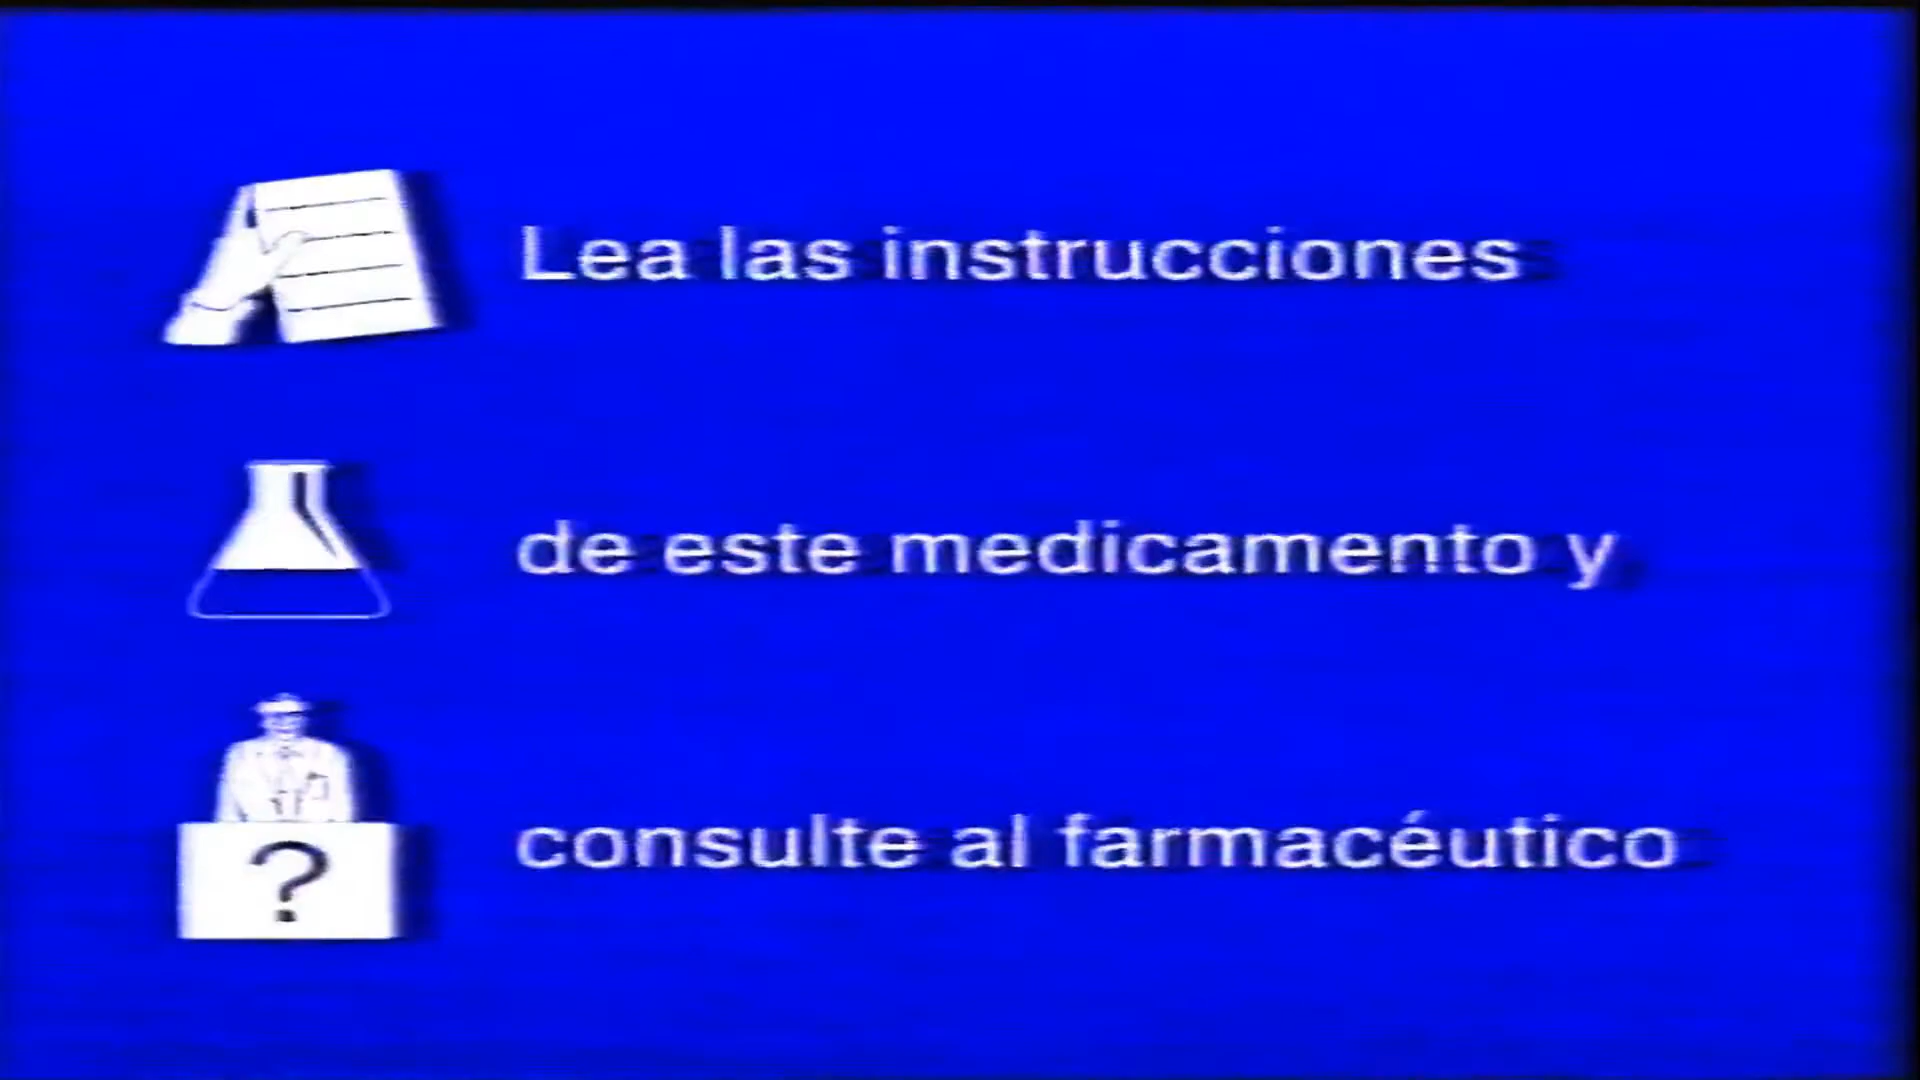 Lea las instrucciones
de este medicamento y
consulte al farmacéutico
?